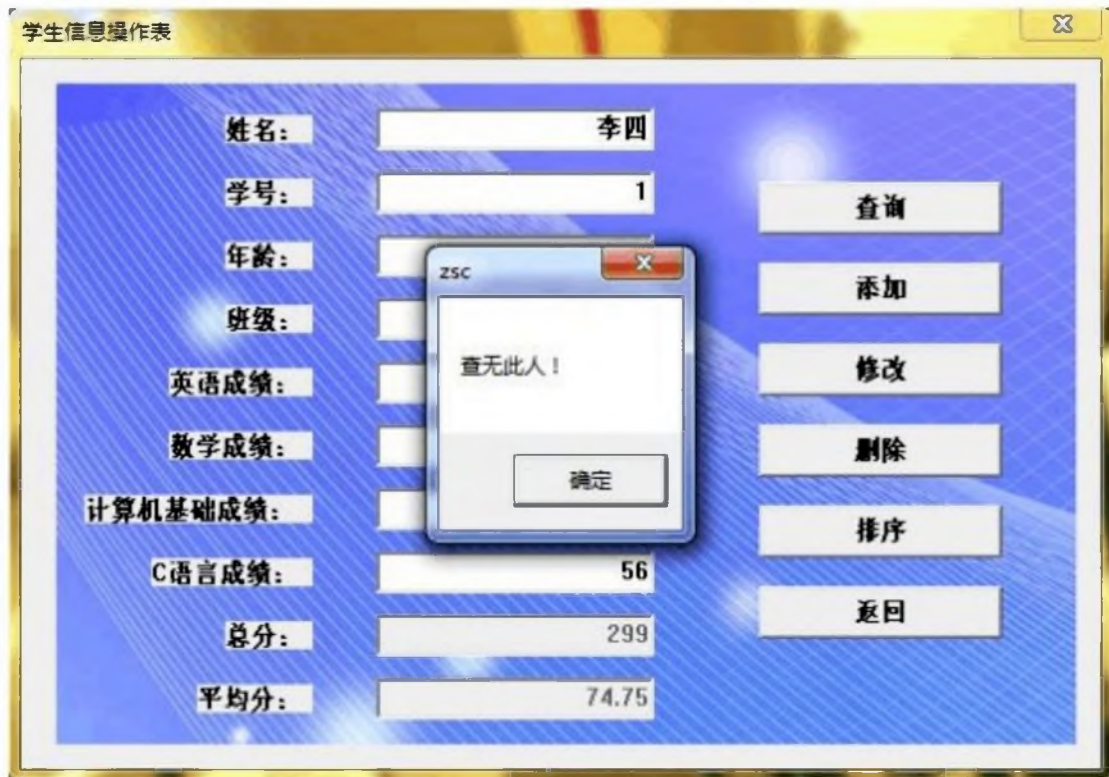 学生信息操作表
姓名： 李四
学号： 1
年龄：
班级：
英语成绩：
数学成绩：
计算机基础成绩：
C语言成绩： 56
总分： 299
平均分： 74.75
zsc
查无此人！
确定
查询
添加
修改
删除
排序
返回